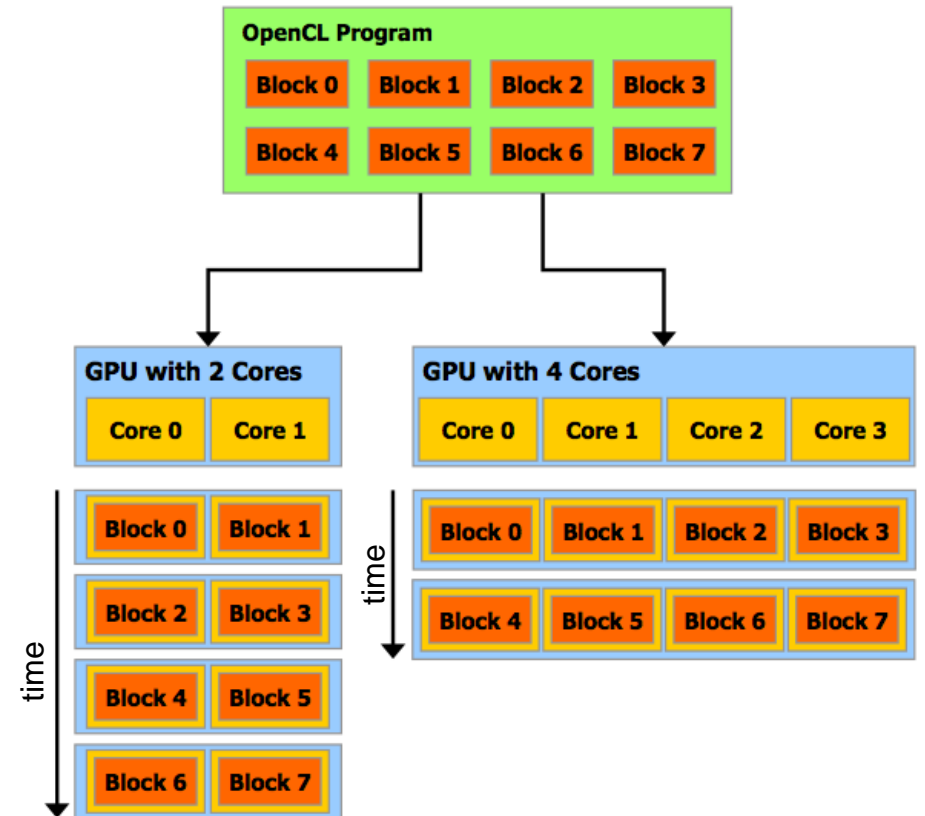 OpenCL Program
Block 0 Block 1 Block 2 Block 3
Block 4 Block 5 Block 6 Block 7
GPU with 2 Cores
Core 0 Core 1
time
Block 0 Block 1
Block 2 Block 3
Block 4 Block 5
Block 6 Block 7
GPU with 4 Cores
Core 0 Core 1 Core 2 Core 3
time
Block 0 Block 1 Block 2 Block 3
Block 4 Block 5 Block 6 Block 7